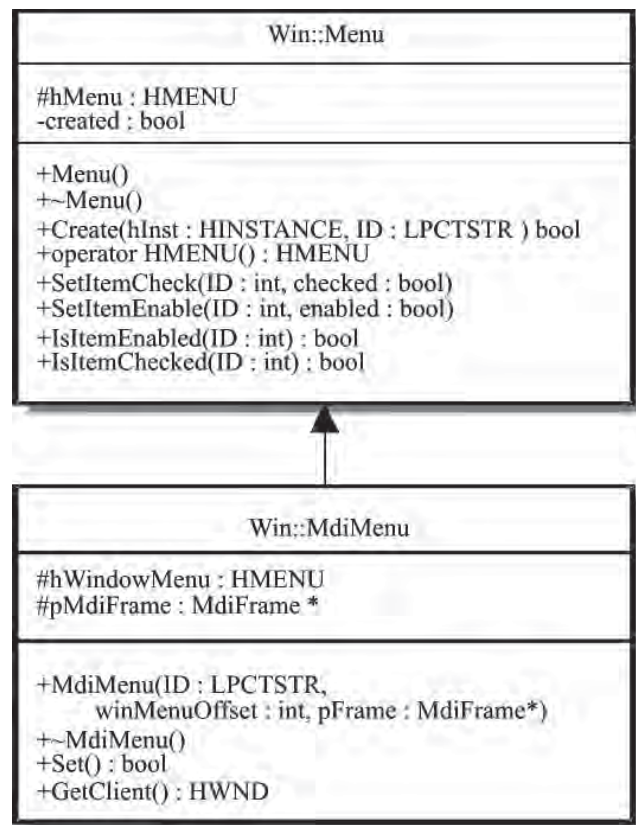 Win::Menu
#hMenu : HMENU
-created : bool
+Menu()
+~Menu()
+Create(hInst : HINSTANCE, ID : LPCTSTR ) bool
+operator HMENU() : HMENU
+SetItemCheck(ID : int, checked : bool)
+SetItemEnable(ID : int, enabled : bool)
+IsItemEnabled(ID : int) : bool
+IsItemChecked(ID : int) : bool
Win::MdiMenu
#hWindowMenu : HMENU
#pMdiFrame : MdiFrame *
+MdiMenu(ID : LPCTSTR,
winMenuOffset : int, pFrame : MdiFrame*)
+~MdiMenu()
+Set() : bool
+GetClient() : HWND